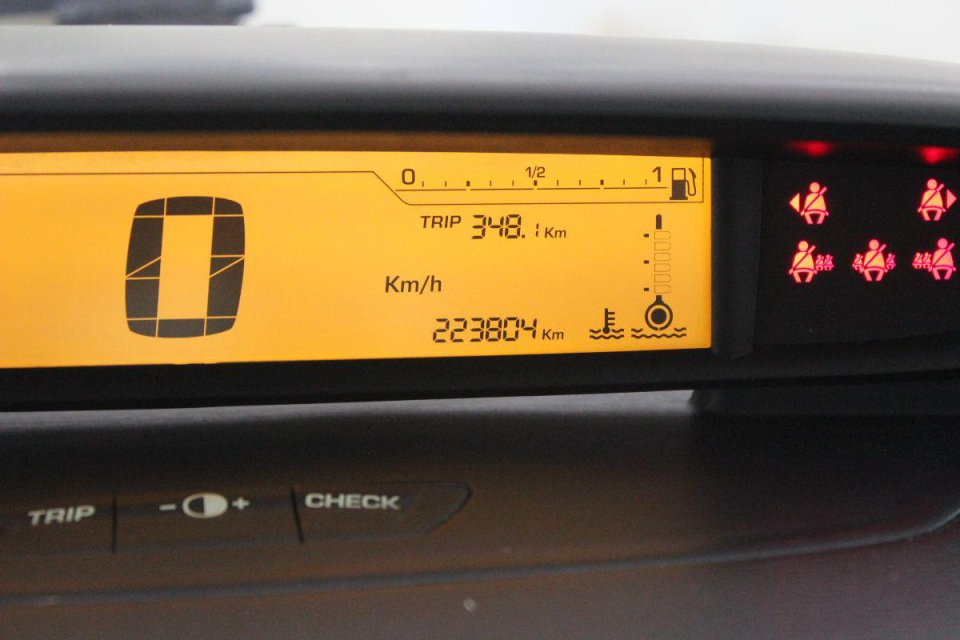 0 1/2 1
TRIP 348.1 Km
0
Km/h
223804 Km
TRIP - + CHECK